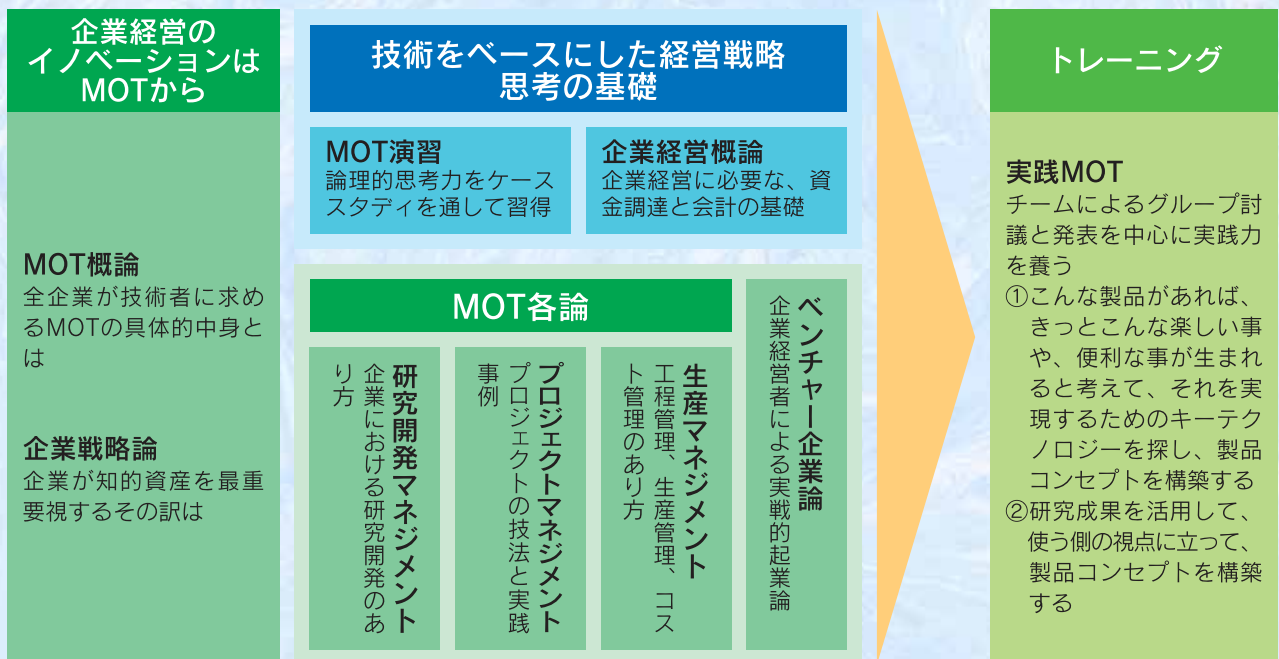 企業経営の
イノベーションは
MOTから
MOT概論
全企業が技術者に求め
るMOTの具体的中身と
は
企業戦略論
企業が知的資産を最重
要視するその訳は
技術をベースにした経営戦略
思考の基礎
MOT演習
論理的思考力をケース
スタディを通して習得
企業経営概論
企業経営に必要な、資
金調達と会計の基礎
MOT各論
研究開発マネジメント
企業における研究開発のあ
り方
プロジェクトマネジメント
プロジェクトの技法と実践
事例
生産マネジメント
工程管理、生産管理、コス
ト管理のあり方
ベンチャー企業論
企業経営者による実戦的起業論
トレーニング
実践MOT
チームによるグループ討
議と発表を中心に実践力
を養う
①こんな製品があれば、
きっとこんな楽しい事
や、便利な事が生まれ
ると考えて、それを実
現するためのキーテク
ノロジーを探し、製品
コンセプトを構築する
②研究成果を活用して、
使う側の視点に立って、
製品コンセプトを構築
する